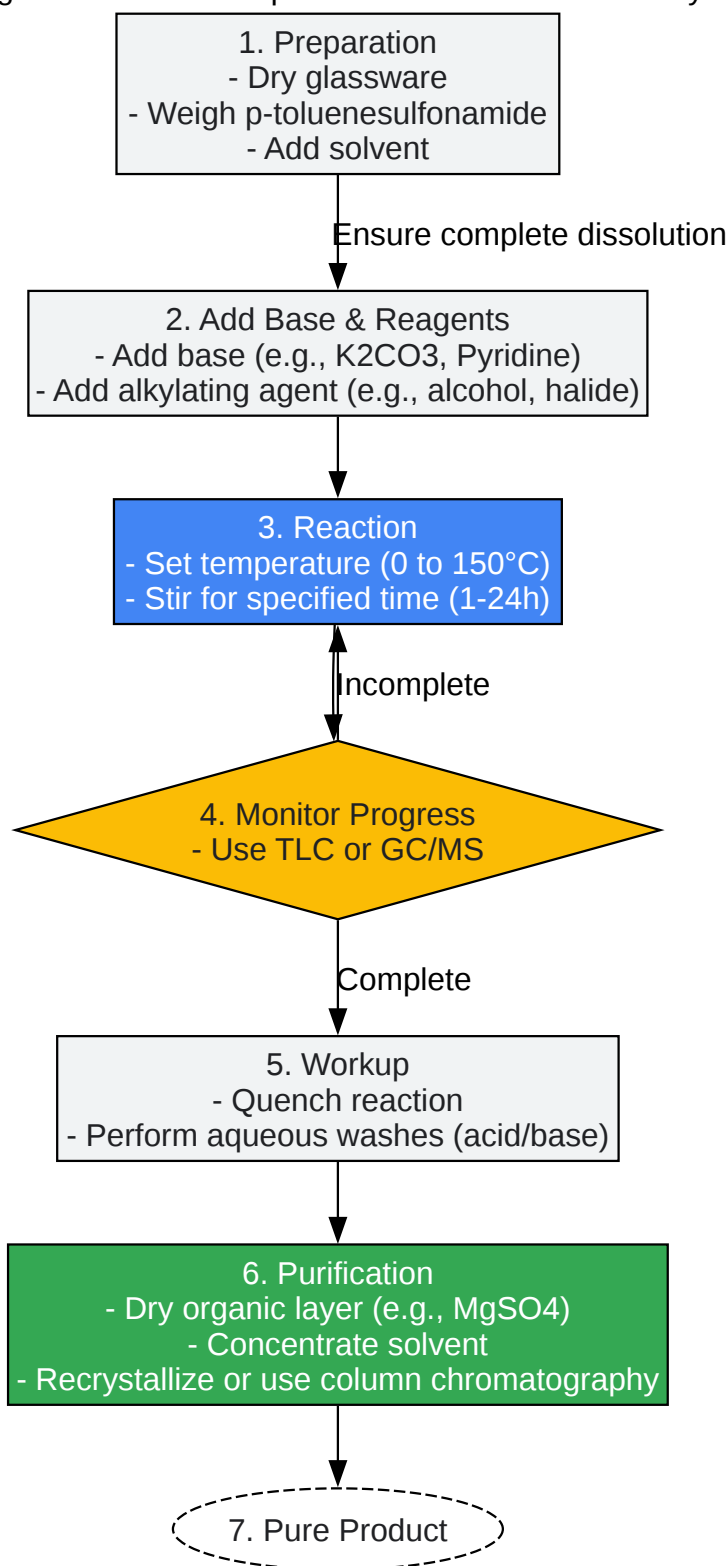 1. Preparation
- Dry glassware
- Weigh p-toluenesulfonamide
- Add solvent
Ensure complete dissolution
2. Add Base & Reagents
- Add base (e.g., K2CO3, Pyridine)
- Add alkylating agent (e.g., alcohol, halide)
3. Reaction
- Set temperature (0 to 150°C)
- Stir for specified time (1-24h)
Incomplete
4. Monitor Progress
- Use TLC or GC/MS
Complete
5. Workup
- Quench reaction
- Perform aqueous washes (acid/base)
6. Purification
- Dry organic layer (e.g., MgSO4)
- Concentrate solvent
- Recrystallize or use column chromatography
7. Pure Product